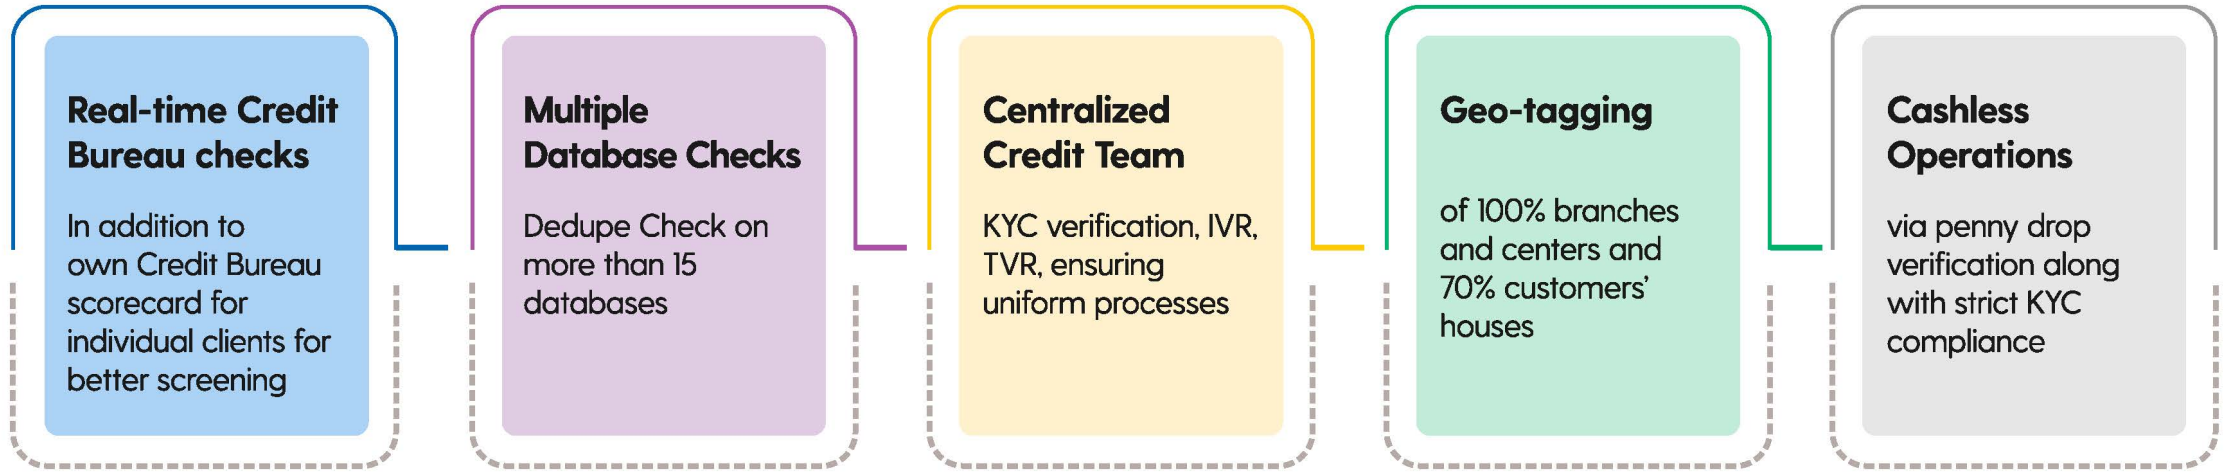 Real-time Credit
Bureau checks
In addition to
own Credit Bureau
scorecard for
individual clients for
better screening
Multiple
Database Checks
Dedupe Check on
more than 15
databases
Centralized
Credit Team
KYC verification, IVR,
TVR, ensuring
uniform processes
Geo-tagging
of 100% branches
and centers and
70% customers’
houses
Cashless
Operations
via penny drop
verification along
with strict KYC
compliance